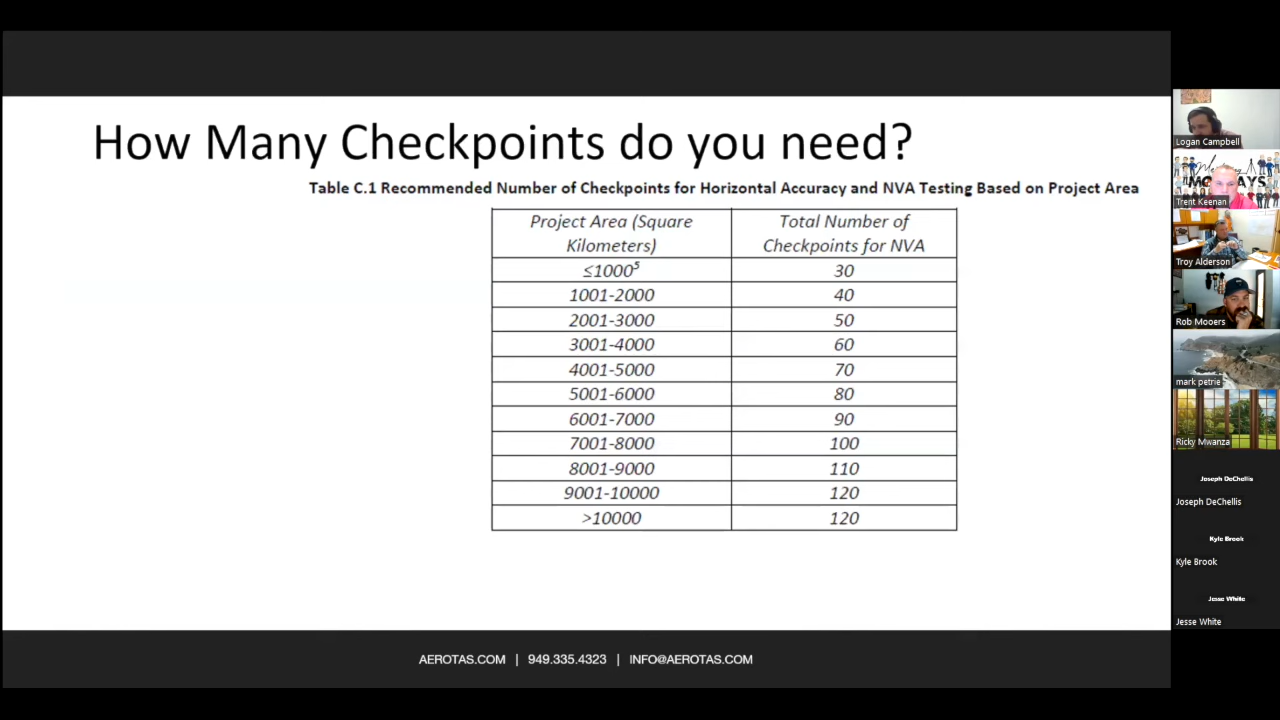 How Many Checkpoints do you need?
Table C.1 Recommended Number of Checkpoints for Horizontal Accuracy and NVA Testing Based on Project Area
Project Area (Square
Kilometers)
Total Number of
Checkpoints for NVA
≤1000⁵ 30
1001-2000 40
2001-3000 50
3001-4000 60
4001-5000 70
5001-6000 80
6001-7000 90
7001-8000 100
8001-9000 110
9001-10000 120
>10000 120
AEROTAS.COM | 949.335.4323 | INFO@AEROTAS.COM
Logan Campbell
Trent Keenan
Troy Alderson
Rob Mooers
mark petrie
Ricky Mwanza
Joseph DeChellis
Joseph DeChellis
Kyle Brook
Kyle Brook
Jesse White
Jesse White